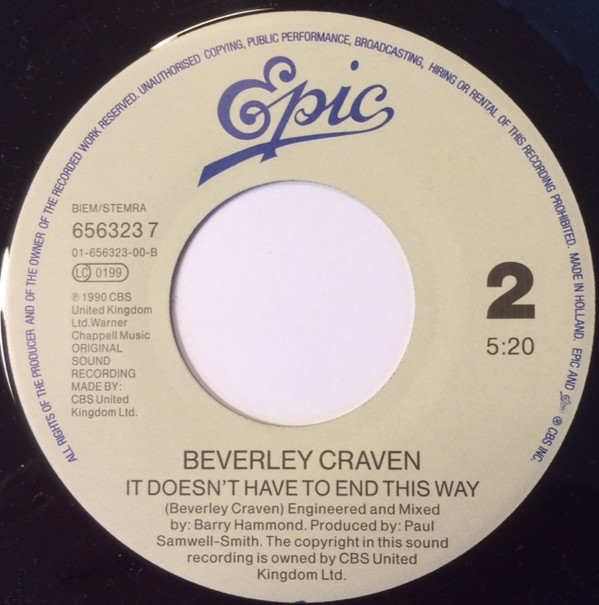 ALL RIGHTS OF THE PRODUCER AND OF THE OWNER OF THE RECORDED WORK RESERVED. UNAUTHORISED COPYING, PUBLIC PERFORMANCE, BROADCASTING, HIRING OR RENTAL OF THIS RECORDING PROHIBITED. MADE IN HOLLAND. EPIC AND Epic ® CBS INC.
Epic
BIEM/STEMRA
656323 7
01-656323-00-B
LC 0199
℗ 1990 CBS
United Kingdom
Ltd.Warner
Chappell Music
ORIGINAL
SOUND
RECORDING
MADE BY:
CBS United
Kingdom Ltd.
2
5:20
BEVERLEY CRAVEN
IT DOESN'T HAVE TO END THIS WAY
(Beverley Craven) Engineered and Mixed
by: Barry Hammond. Produced by: Paul
Samwell-Smith. The copyright in this sound
recording is owned by CBS United
Kingdom Ltd.